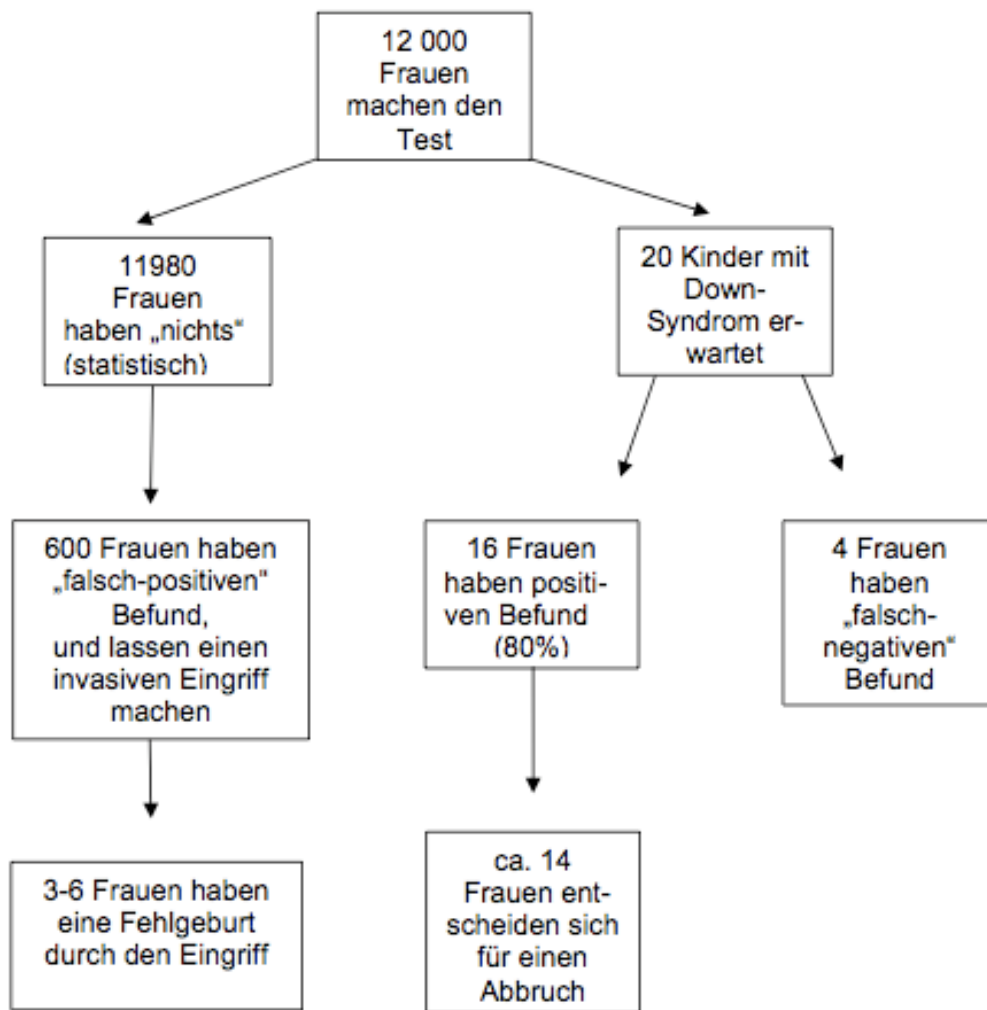 12 000
Frauen
machen den
Test
11980
Frauen
haben „nichts“
(statistisch)
20 Kinder mit
Down-
Syndrom er-
wartet
600 Frauen haben
„falsch-positiven“
Befund,
und lassen einen
invasiven Eingriff
machen
16 Frauen
haben positi-
ven Befund
(80%)
4 Frauen
haben
„falsch-
negativen“
Befund
3-6 Frauen haben
eine Fehlgeburt
durch den Eingriff
ca. 14
Frauen ent-
scheiden sich
für einen
Abbruch